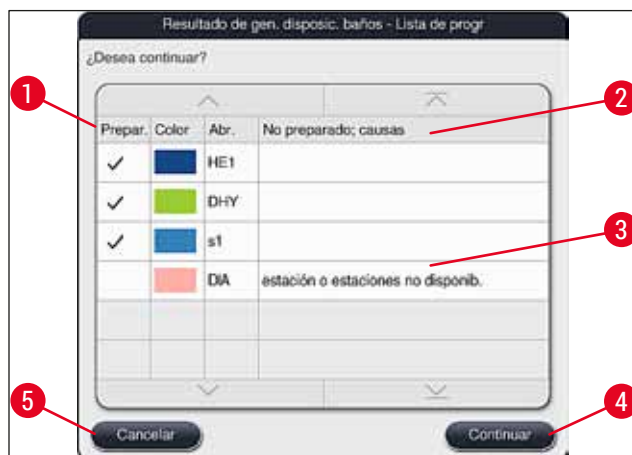 Resultado de gen. disposic. baños - Lista de progr
¿Desea continuar?
1
2
Prepar. Color Abr. No preparado; causas
HE1
DHY
s1
3
DIA estación o estaciones no disponib.
5
4
Cancelar Continuar